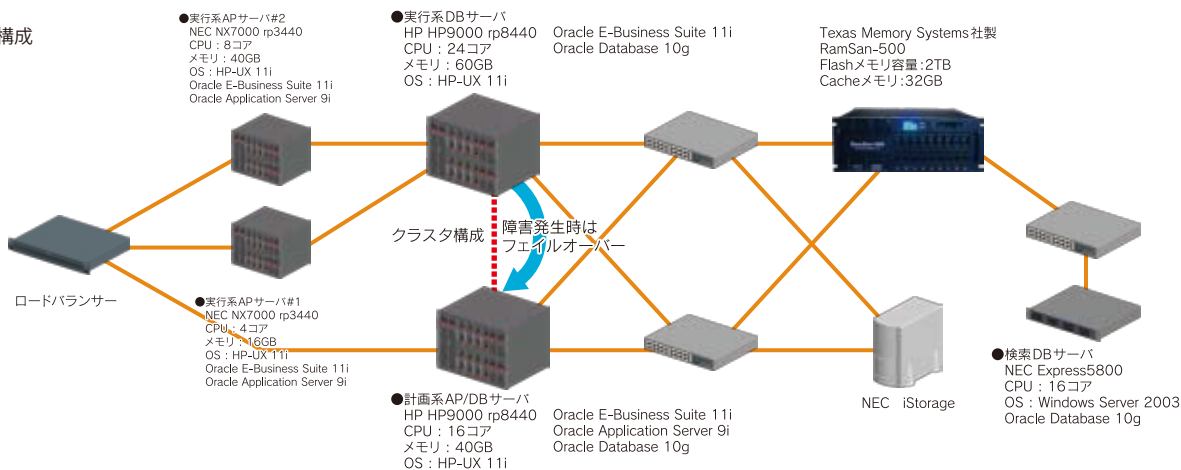 構成
●実行系APサーバ#2
NEC NX7000 rp3440
CPU：8コア
メモリ：40GB
OS：HP-UX 11i
Oracle E-Business Suite 11i
Oracle Application Server 9i
●実行系DBサーバ
HP HP9000 rp8440
CPU：24コア
メモリ：60GB
OS：HP-UX 11i
Oracle E-Business Suite 11i
Oracle Database 10g
Texas Memory Systems社製
RamSan-500
Flashメモリ容量：2TB
Cacheメモリ：32GB
クラスタ構成
障害発生時は
フェイルオーバー
ロードバランサー
●実行系APサーバ#1
NEC NX7000 rp3440
CPU：4コア
メモリ：16GB
OS：HP-UX 11i
Oracle E-Business Suite 11i
Oracle Application Server 9i
●計画系AP/DBサーバ
HP HP9000 rp8440
CPU：16コア
メモリ：40GB
OS：HP-UX 11i
Oracle E-Business Suite 11i
Oracle Application Server 9i
Oracle Database 10g
NEC iStorage
●検索DBサーバ
NEC Express5800
CPU：16コア
OS：Windows Server 2003
Oracle Database 10g